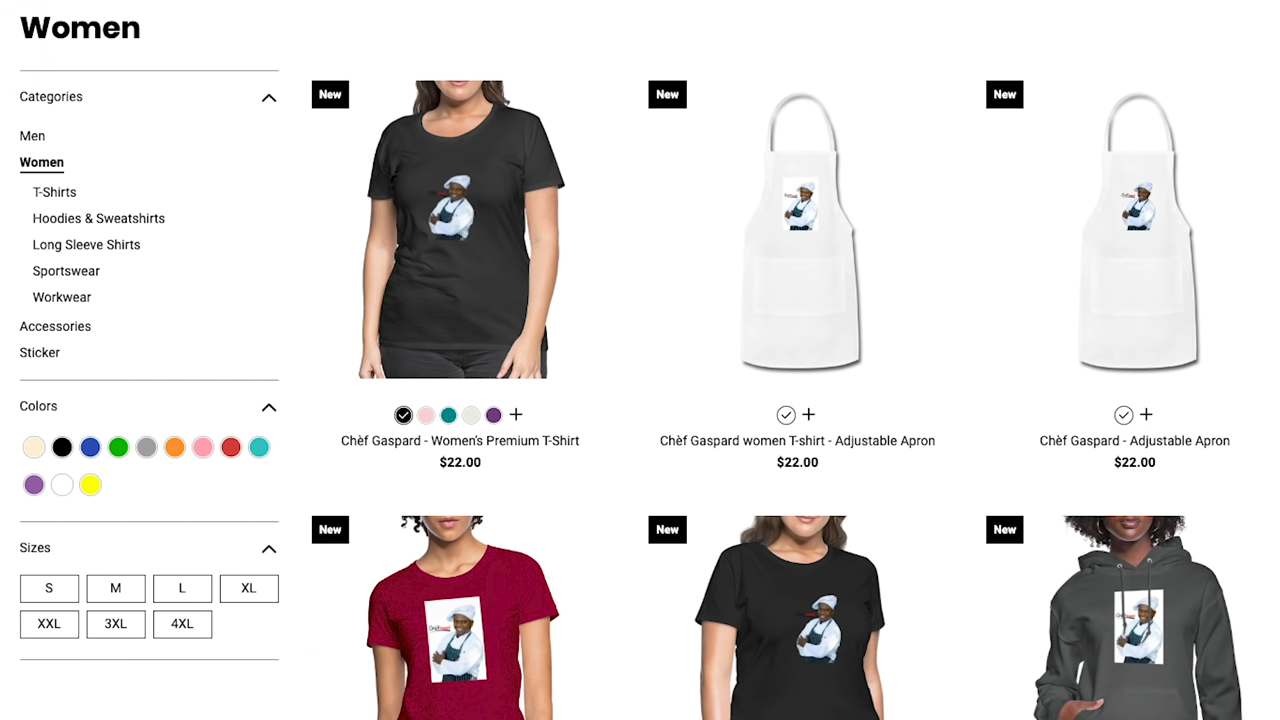 Women
Categories
Men
Women
T-Shirts
Hoodies & Sweatshirts
Long Sleeve Shirts
Sportswear
Workwear
Accessories
Sticker
Colors
Sizes
S M L XL
XXL 3XL 4XL
New
New
New
Chèf Gaspard - Women's Premium T-Shirt
$22.00
Chèf Gaspard women T-shirt - Adjustable Apron
$22.00
Chèf Gaspard - Adjustable Apron
$22.00
New
New
New